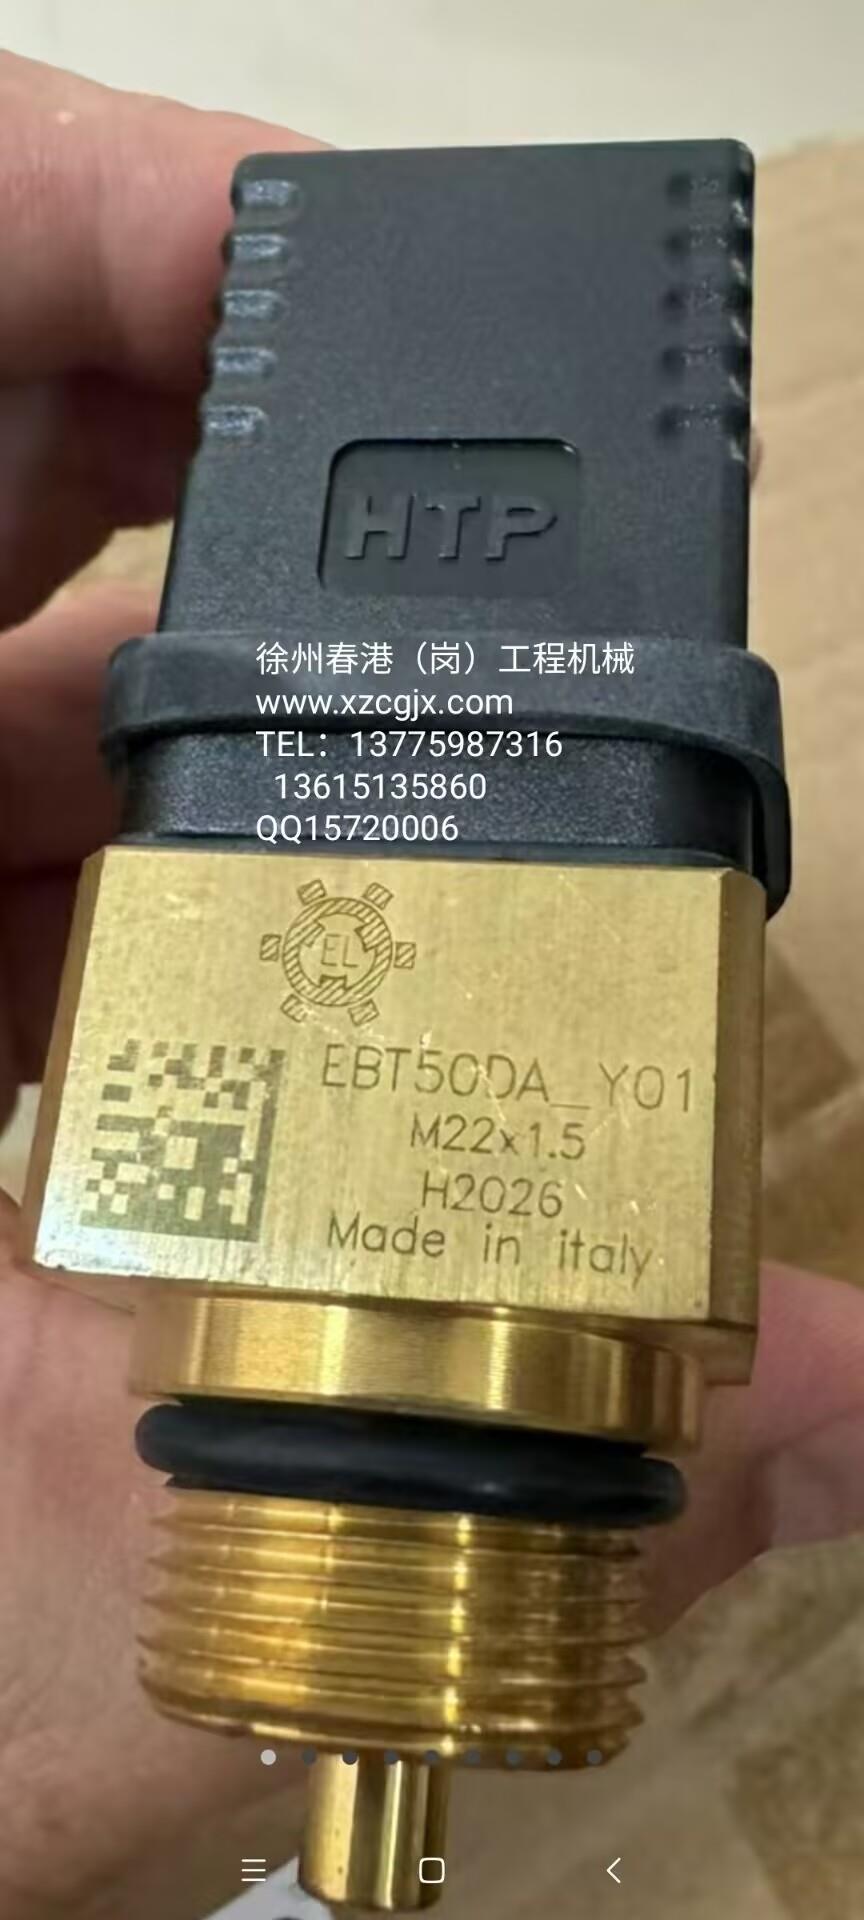 HTP
徐州春港（岗）工程机械
www.xzcgjx.com
TEL：13775987316
13615135860
QQ15720006
EL
EBT50DA_Y01
M22x1.5
H2026
Made in italy